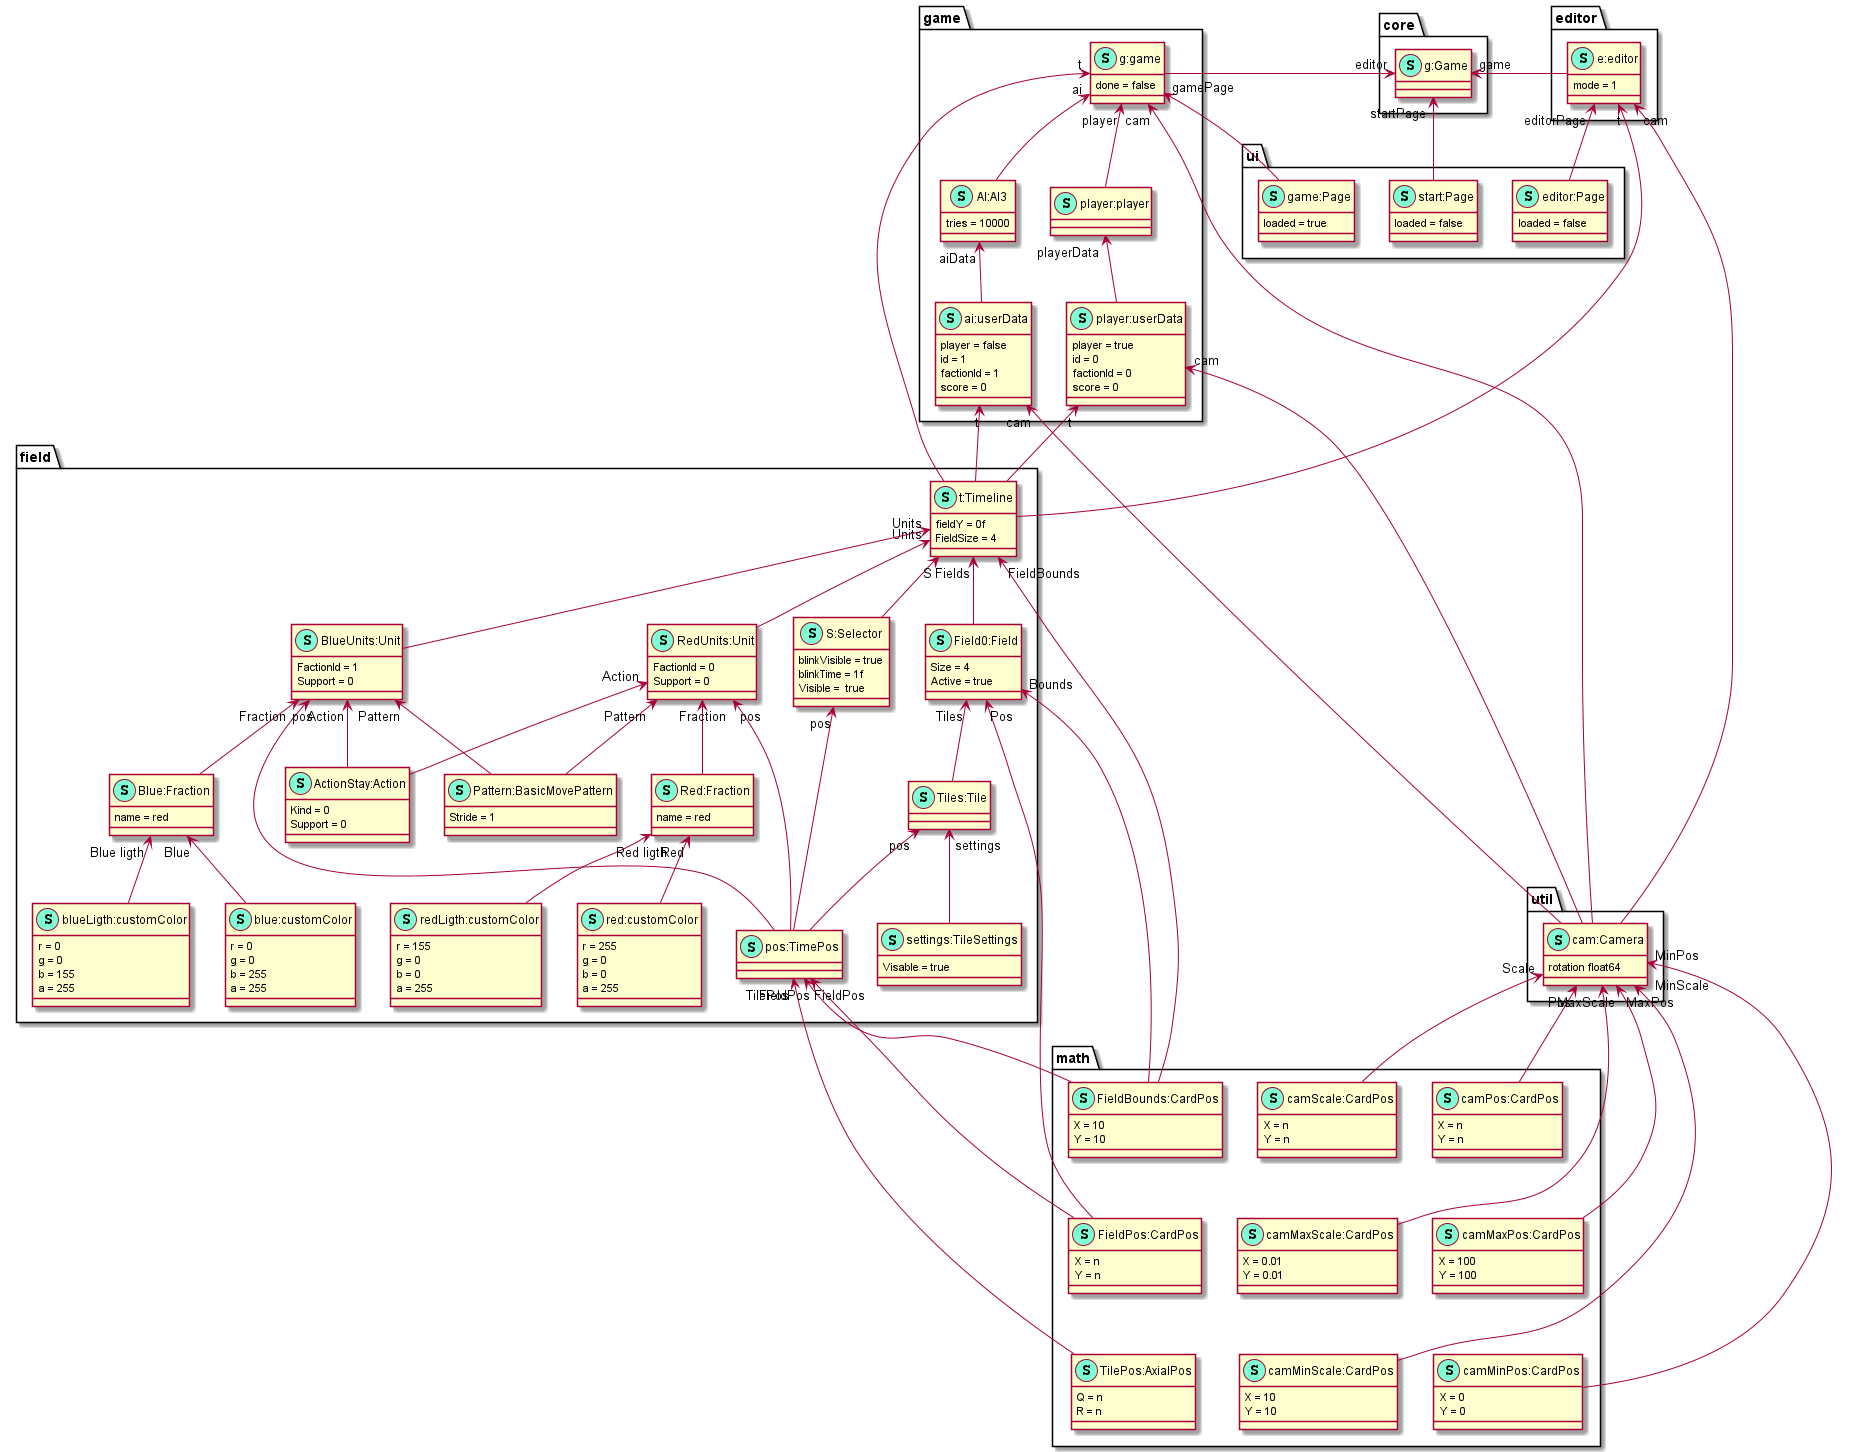 game
core
editor
S g:game
done = false
S g:Game
S e:editor
mode = 1
t
ai
editor
game
gamePage
player
cam
startPage
editorPage
t
cam
ui
S AI:AI3
tries = 10000
S player:player
S game:Page
loaded = true
S start:Page
loaded = false
S editor:Page
loaded = false
aiData
playerData
S ai:userData
player = false
id = 1
factionId = 1
score = 0
S player:userData
player = true
id = 0
factionId = 0
score = 0
cam
t
cam
t
field
S t:Timeline
fieldY = 0f
FieldSize = 4
Units
Units
S
Fields
FieldBounds
S BlueUnits:Unit
FactionId = 1
Support = 0
S RedUnits:Unit
FactionId = 0
Support = 0
S S:Selector
blinkVisible = true
blinkTime = 1f
Visible =  true
S Field0:Field
Size = 4
Active = true
Action
Bounds
Fraction
pos
Action
Pattern
Pattern
Fraction
pos
pos
Tiles
Pos
S Blue:Fraction
name = red
S ActionStay:Action
Kind = 0
Support = 0
S Pattern:BasicMovePattern
Stride = 1
S Red:Fraction
name = red
S Tiles:Tile
Blue ligth
Blue
Red ligth
Red
pos
settings
S blueLigth:customColor
r = 0
g = 0
b = 155
a = 255
S blue:customColor
r = 0
g = 0
b = 255
a = 255
S redLigth:customColor
r = 155
g = 0
b = 0
a = 255
S red:customColor
r = 255
g = 0
b = 0
a = 255
S pos:TimePos
S settings:TileSettings
Visable = true
util
S cam:Camera
rotation float64
Scale
MinPos
MinScale
Pos
MaxScale
MaxPos
TilePos
FieldPos
FieldPos
math
S FieldBounds:CardPos
X = 10
Y = 10
S camScale:CardPos
X = n
Y = n
S camPos:CardPos
X = n
Y = n
S FieldPos:CardPos
X = n
Y = n
S camMaxScale:CardPos
X = 0.01
Y = 0.01
S camMaxPos:CardPos
X = 100
Y = 100
S TilePos:AxialPos
Q = n
R = n
S camMinScale:CardPos
X = 10
Y = 10
S camMinPos:CardPos
X = 0
Y = 0